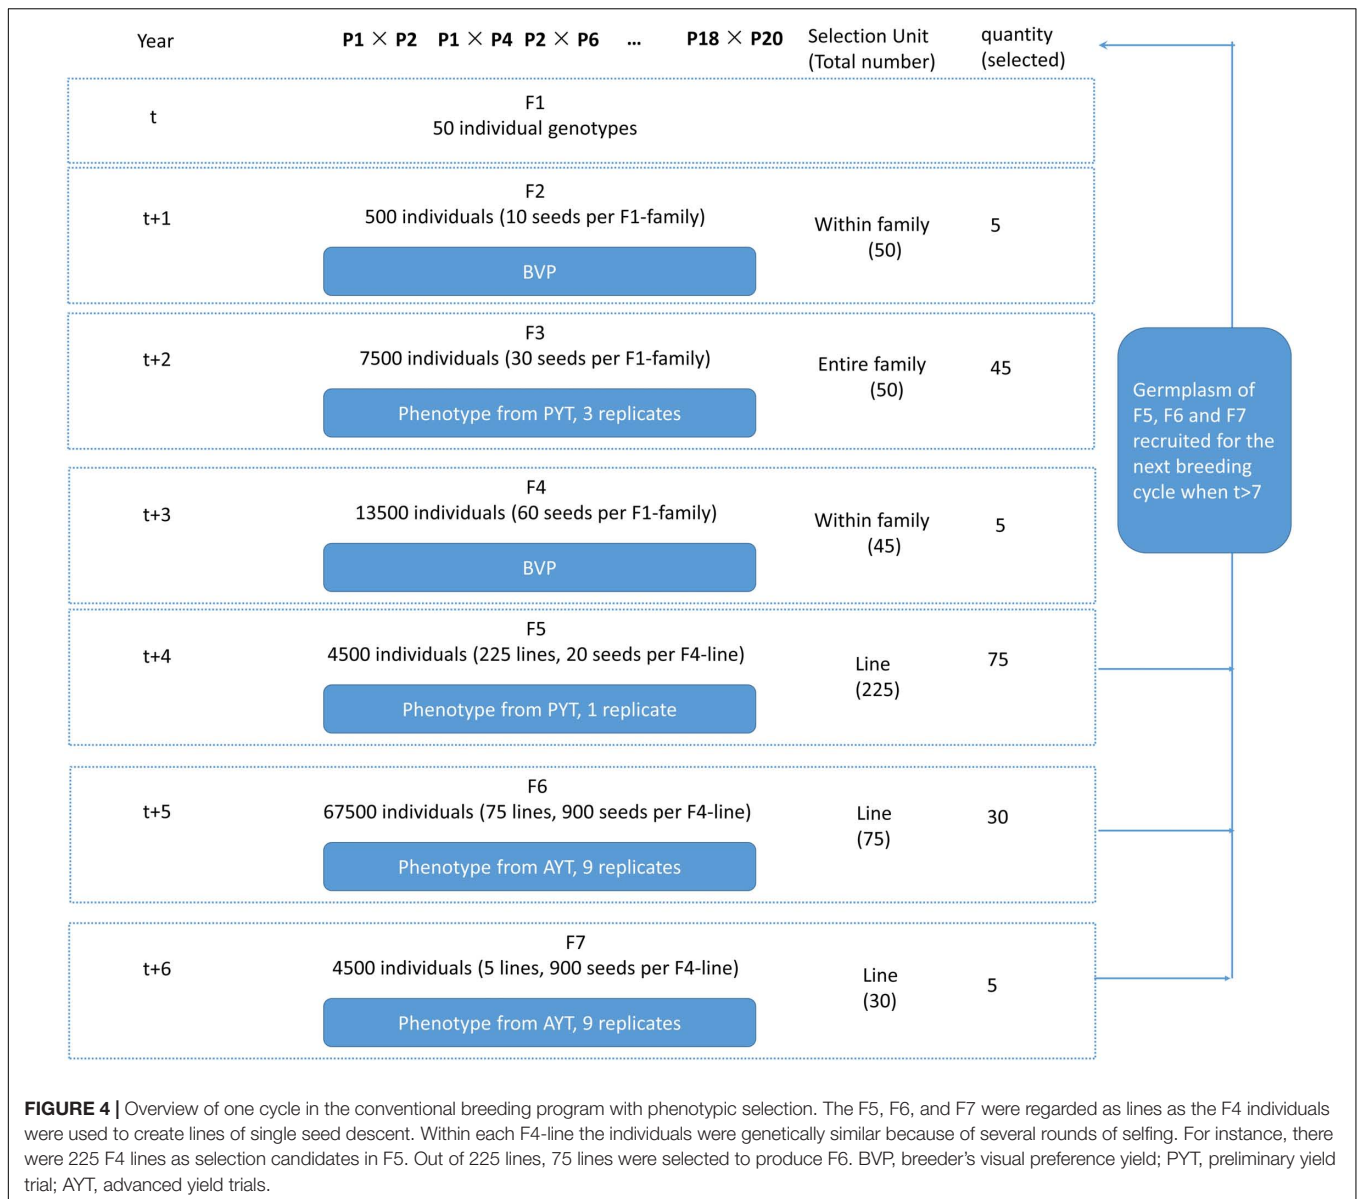 Year
P1 × P2 P1 × P4 P2 × P6 ... P18 × P20
Selection Unit
(Total number)
quantity
(selected)
t
F1
50 individual genotypes
t+1
F2
500 individuals (10 seeds per F1-family)
BVP
Within family
(50)
5
t+2
F3
7500 individuals (30 seeds per F1-family)
Phenotype from PYT, 3 replicates
Entire family
(50)
45
t+3
F4
13500 individuals (60 seeds per F1-family)
BVP
Within family
(45)
5
t+4
F5
4500 individuals (225 lines, 20 seeds per F4-line)
Phenotype from PYT, 1 replicate
Line
(225)
75
t+5
F6
67500 individuals (75 lines, 900 seeds per F4-line)
Phenotype from AYT, 9 replicates
Line
(75)
30
t+6
F7
4500 individuals (5 lines, 900 seeds per F4-line)
Phenotype from AYT, 9 replicates
Line
(30)
5
Germplasm of
F5, F6 and F7
recruited for the
next breeding
cycle when t>7
FIGURE 4 | Overview of one cycle in the conventional breeding program with phenotypic selection. The F5, F6, and F7 were regarded as lines as the F4 individuals
were used to create lines of single seed descent. Within each F4-line the individuals were genetically similar because of several rounds of selfing. For instance, there
were 225 F4 lines as selection candidates in F5. Out of 225 lines, 75 lines were selected to produce F6. BVP, breeder's visual preference yield; PYT, preliminary yield
trial; AYT, advanced yield trials.